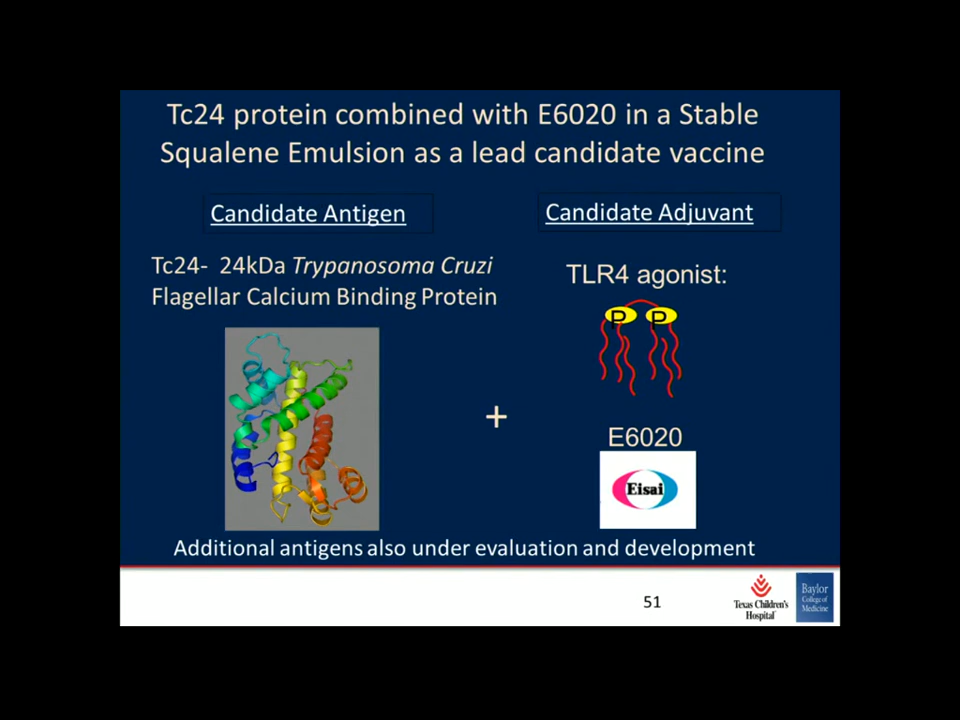 Tc24 protein combined with E6020 in a Stable
Squalene Emulsion as a lead candidate vaccine
Candidate Antigen
Tc24- 24kDa Trypanosoma Cruzi
Flagellar Calcium Binding Protein
Candidate Adjuvant
TLR4 agonist:
P P
+
E6020
Eisai
Additional antigens also under evaluation and development
51
Texas Children's
Hospital
Baylor
College of
Medicine